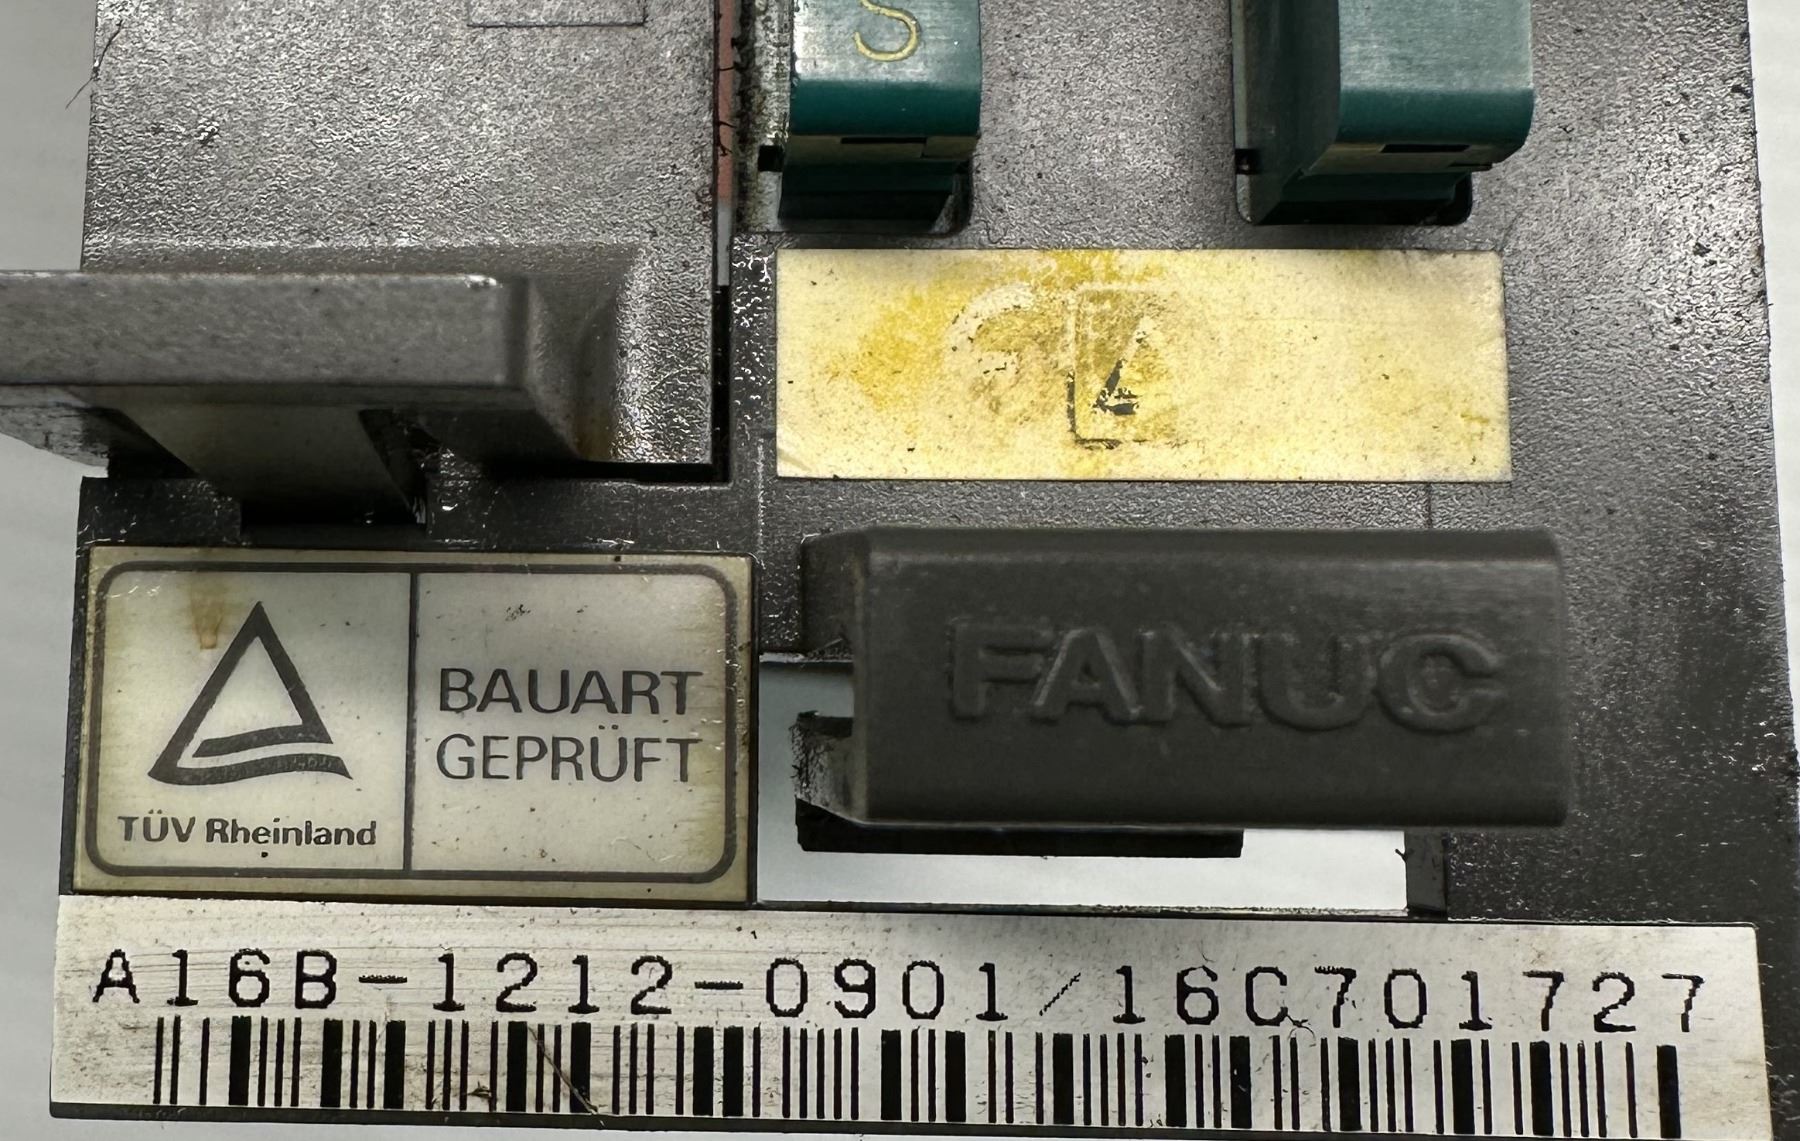 S
BAUART
GEPRÜFT
TÜV Rheinland
FANUC
A16B-1212-0901/16C701727